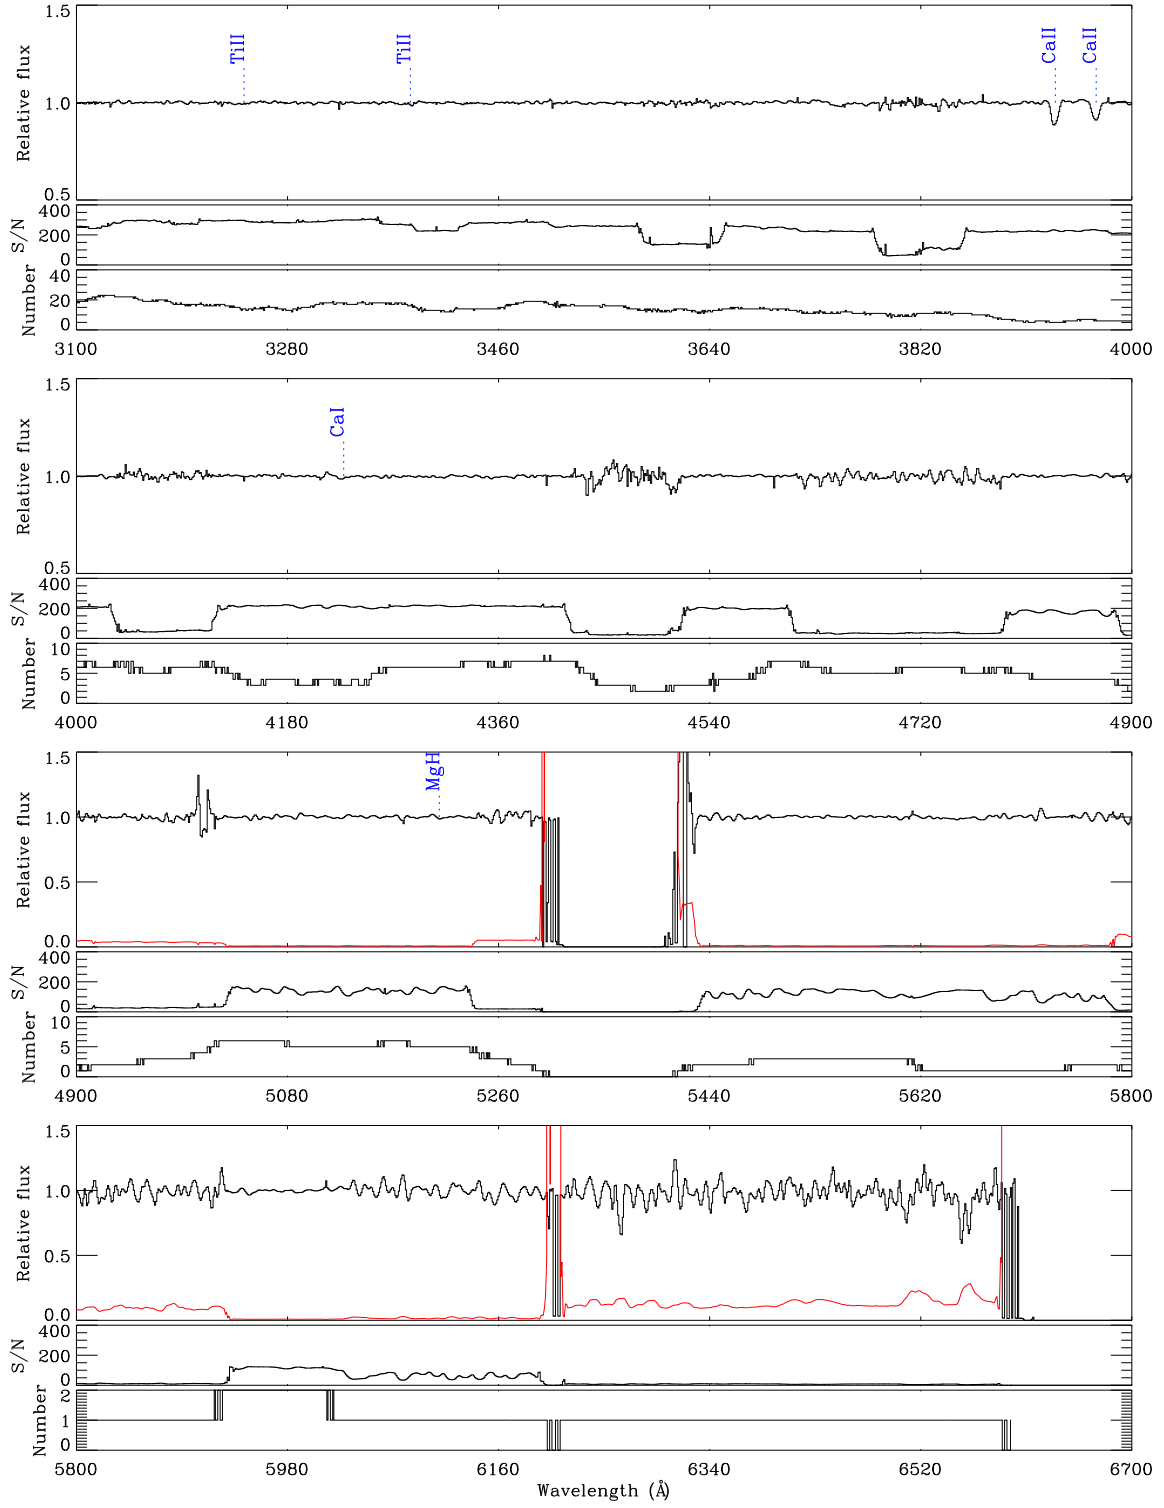 1.5
TiII
TiII
CaII
CaII
Relative flux
1.0
0.5
400
S/N
200
0
40
Number
20
0
3100 3280 3460 3640 3820 4000
1.5
CaI
Relative flux
1.0
0.5
400
S/N
200
0
10
Number
5
0
4000 4180 4360 4540 4720 4900
1.5
MgH
Relative flux
1.0
0.5
0.0
400
S/N
200
0
10
Number
5
0
4900 5080 5260 5440 5620 5800
1.5
Relative flux
1.0
0.5
0.0
400
S/N
200
0
2
Number
1
0
5800 5980 6160 6340 6520 6700
Wavelength (Å)